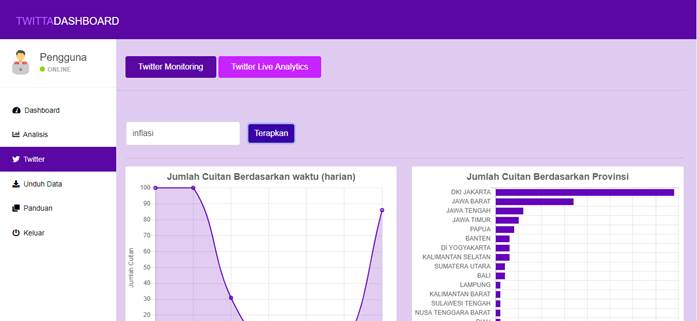 TWITTADASHBOARD
Pengguna
ONLINE
Dashboard
Analisis
Twitter
Unduh Data
Panduan
Keluar
Twitter Monitoring
Twitter Live Analytics
inflasi
Terapkan
Jumlah Cuitan Berdasarkan waktu (harian)
100
90
80
70
60
50
40
30
20
Jumlah Cuitan
Jumlah Cuitan Berdasarkan Provinsi
DKI JAKARTA
JAWA BARAT
JAWA TENGAH
JAWA TIMUR
PAPUA
BANTEN
DI YOGYAKARTA
KALIMANTAN SELATAN
SUMATERA UTARA
BALI
LAMPUNG
KALIMANTAN BARAT
SULAWESI TENGAH
NUSA TENGGARA BARAT